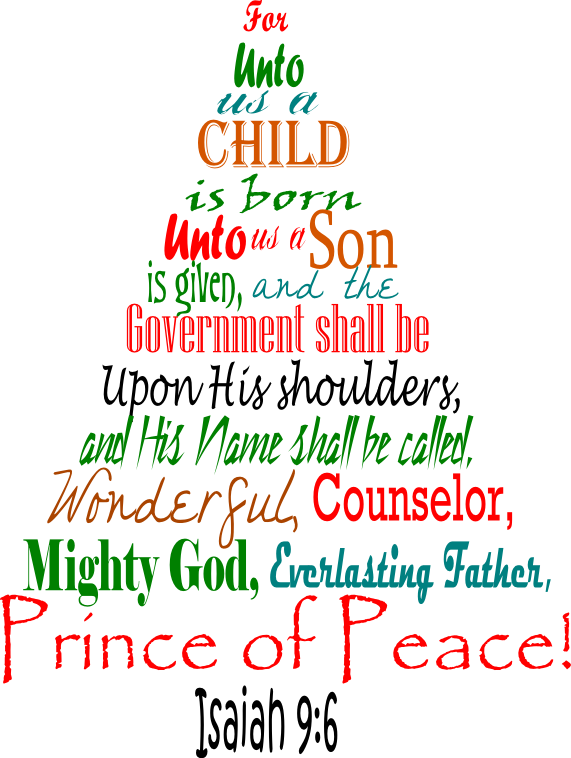 For
Unto
us a
CHILD
is born
Unto us a Son
is given, and the
Government shall be
Upon His shoulders,
and His Name shall be called,
Wonderful, Counselor,
Mighty God, Everlasting Father,
Prince of Peace!
Isaiah 9:6